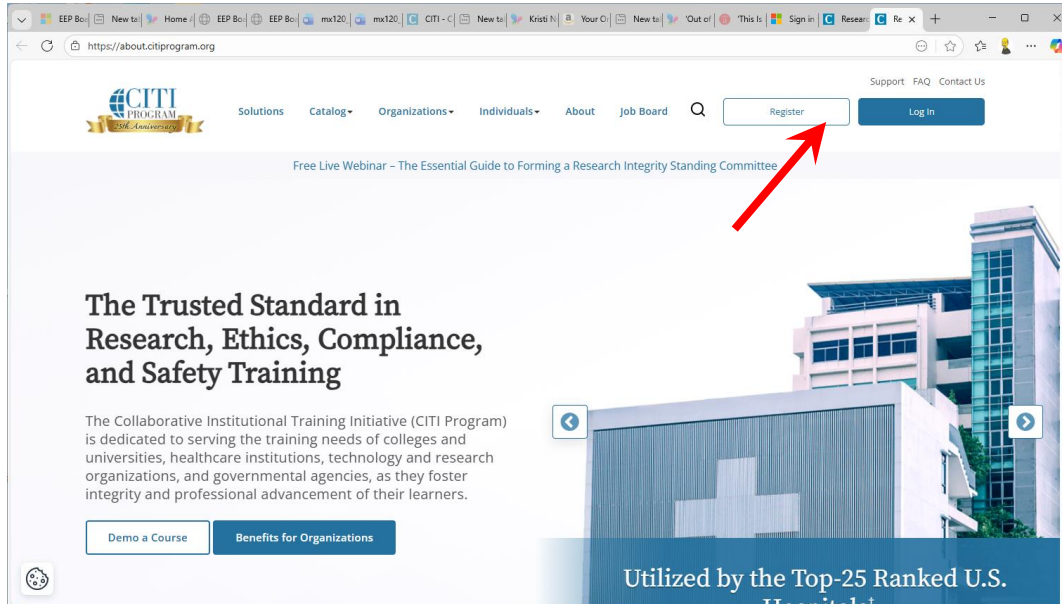 EEP Bo
New ta
Home /
EEP Bo
EEP Bo
mx120_
mx120_
CITI - C
New ta
Kristi N
Your O
New ta
'Out of
'This Is
Sign in
Resear
Re
https://about.citiprogram.org
Support FAQ Contact Us
CITI
PROGRAM
25th Anniversary
Solutions Catalog Organizations Individuals About Job Board Register Log In
Free Live Webinar – The Essential Guide to Forming a Research Integrity Standing Committee
The Trusted Standard in
Research, Ethics, Compliance,
and Safety Training
The Collaborative Institutional Training Initiative (CITI Program)
is dedicated to serving the training needs of colleges and
universities, healthcare institutions, technology and research
organizations, and governmental agencies, as they foster
integrity and professional advancement of their learners.
Demo a Course Benefits for Organizations
Utilized by the Top-25 Ranked U.S.
Hospitals†